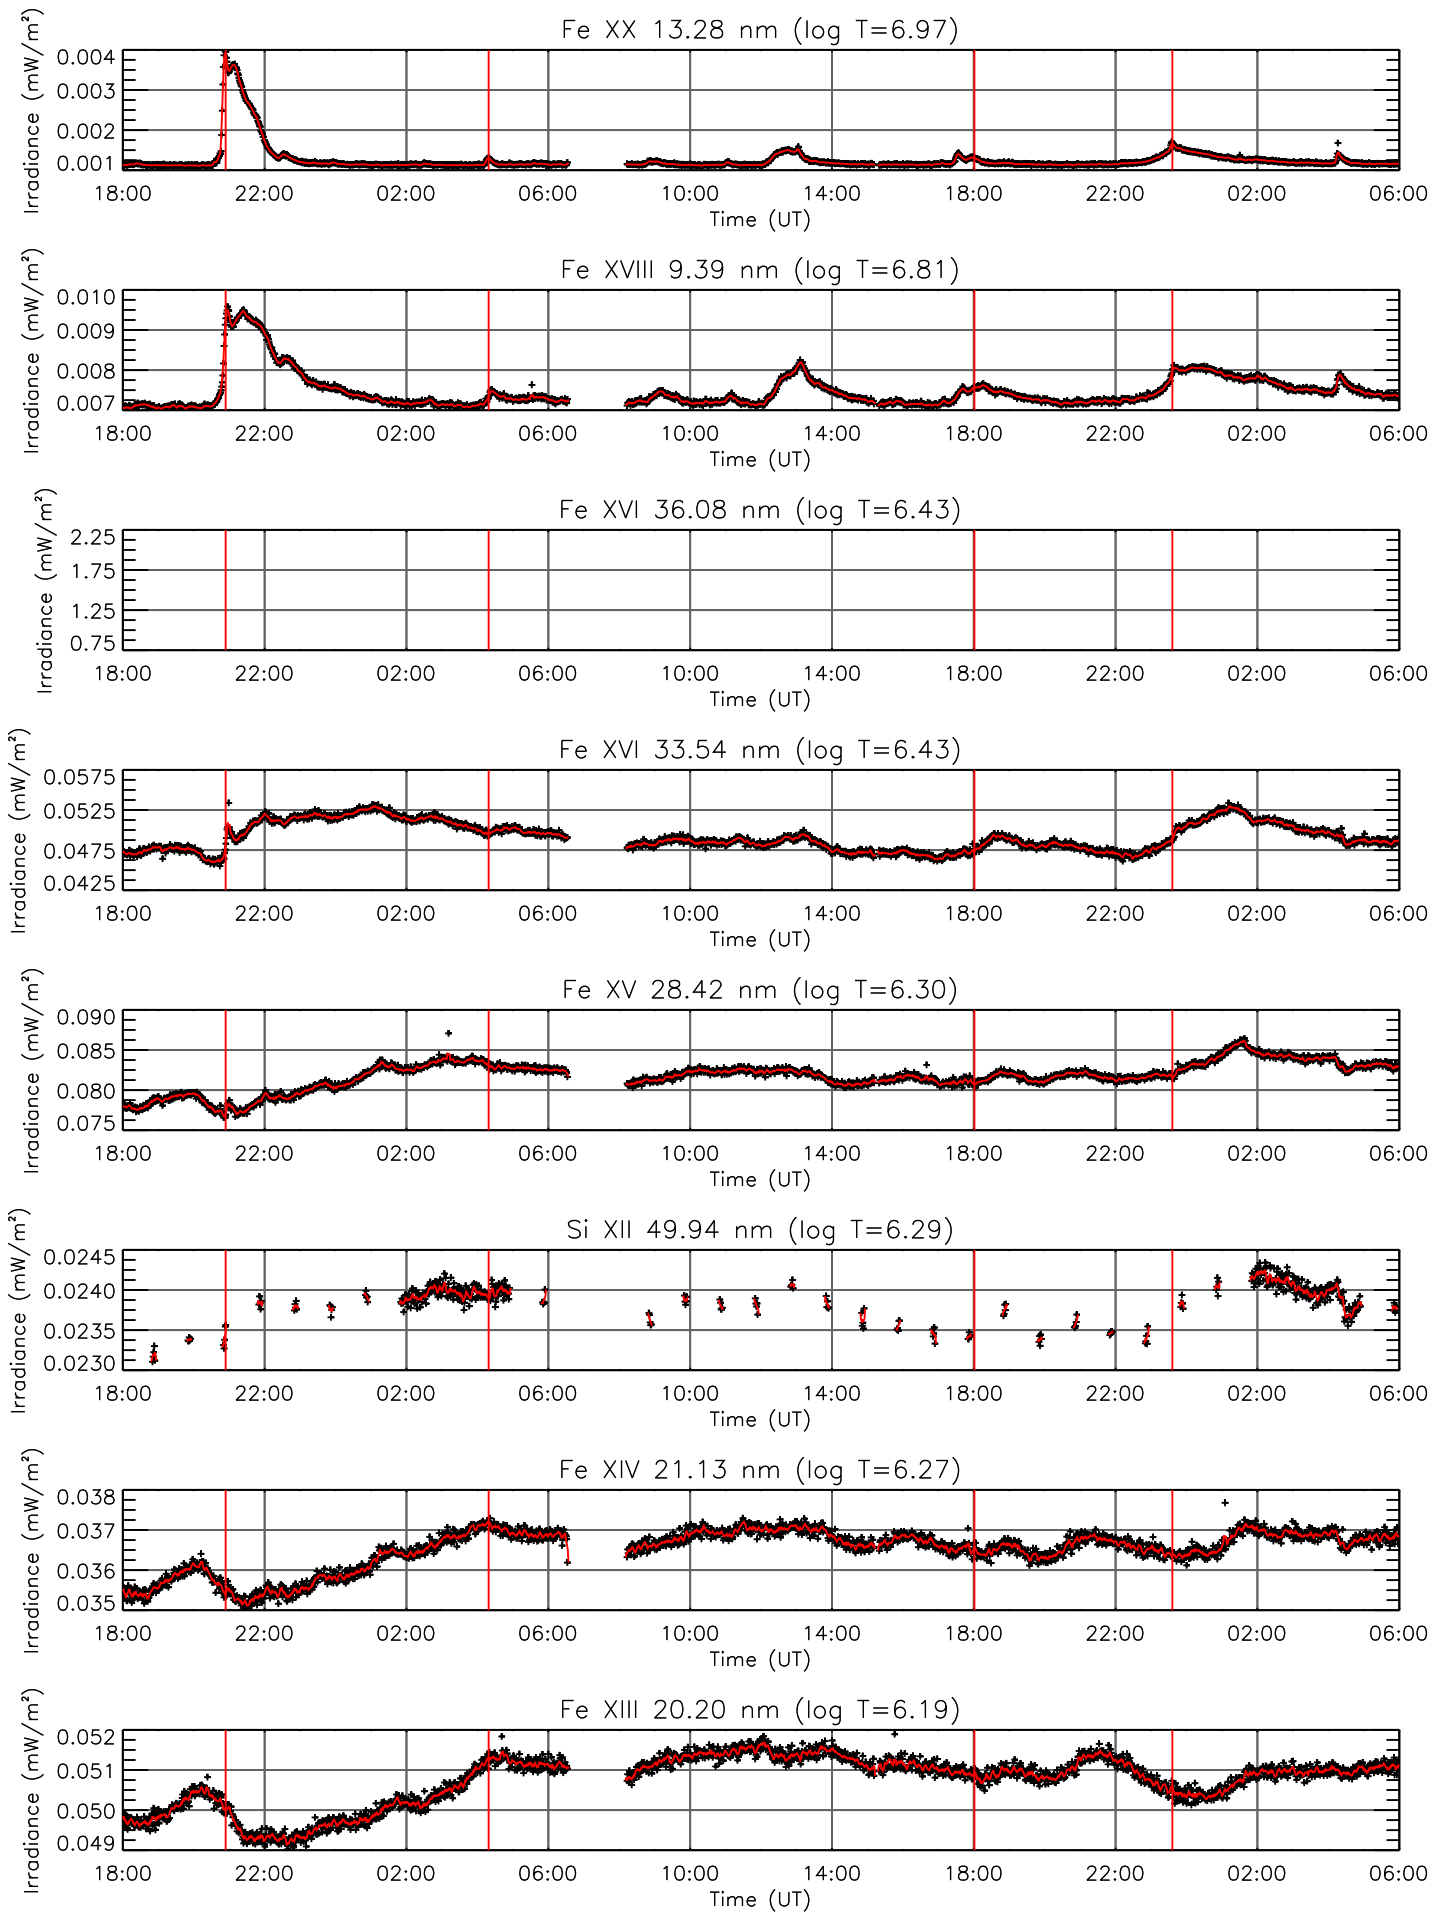 Fe XX 13.28 nm (log T=6.97)
Irradiance (mW/m²)
0.004
0.003
0.002
0.001
18:00 22:00 02:00 06:00 10:00 14:00 18:00 22:00 02:00 06:00
Time (UT)
Fe XVIII 9.39 nm (log T=6.81)
Irradiance (mW/m²)
0.010
0.009
0.008
0.007
18:00 22:00 02:00 06:00 10:00 14:00 18:00 22:00 02:00 06:00
Time (UT)
Fe XVI 36.08 nm (log T=6.43)
Irradiance (mW/m²)
2.25
1.75
1.25
0.75
18:00 22:00 02:00 06:00 10:00 14:00 18:00 22:00 02:00 06:00
Time (UT)
Fe XVI 33.54 nm (log T=6.43)
Irradiance (mW/m²)
0.0575
0.0525
0.0475
0.0425
18:00 22:00 02:00 06:00 10:00 14:00 18:00 22:00 02:00 06:00
Time (UT)
Fe XV 28.42 nm (log T=6.30)
Irradiance (mW/m²)
0.090
0.085
0.080
0.075
18:00 22:00 02:00 06:00 10:00 14:00 18:00 22:00 02:00 06:00
Time (UT)
Si XII 49.94 nm (log T=6.29)
Irradiance (mW/m²)
0.0245
0.0240
0.0235
0.0230
18:00 22:00 02:00 06:00 10:00 14:00 18:00 22:00 02:00 06:00
Time (UT)
Fe XIV 21.13 nm (log T=6.27)
Irradiance (mW/m²)
0.038
0.037
0.036
0.035
18:00 22:00 02:00 06:00 10:00 14:00 18:00 22:00 02:00 06:00
Time (UT)
Fe XIII 20.20 nm (log T=6.19)
Irradiance (mW/m²)
0.052
0.051
0.050
0.049
18:00 22:00 02:00 06:00 10:00 14:00 18:00 22:00 02:00 06:00
Time (UT)